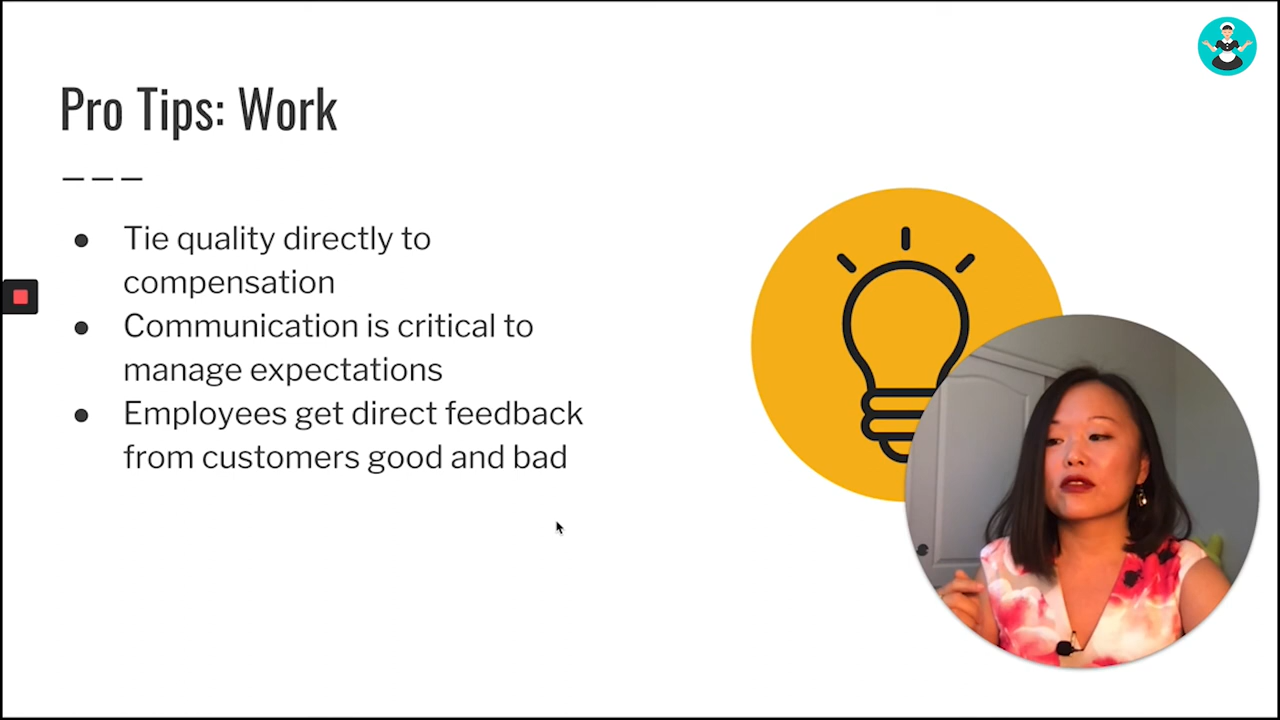 Pro Tips: Work
● Tie quality directly to
compensation
● Communication is critical to
manage expectations
● Employees get direct feedback
from customers good and bad